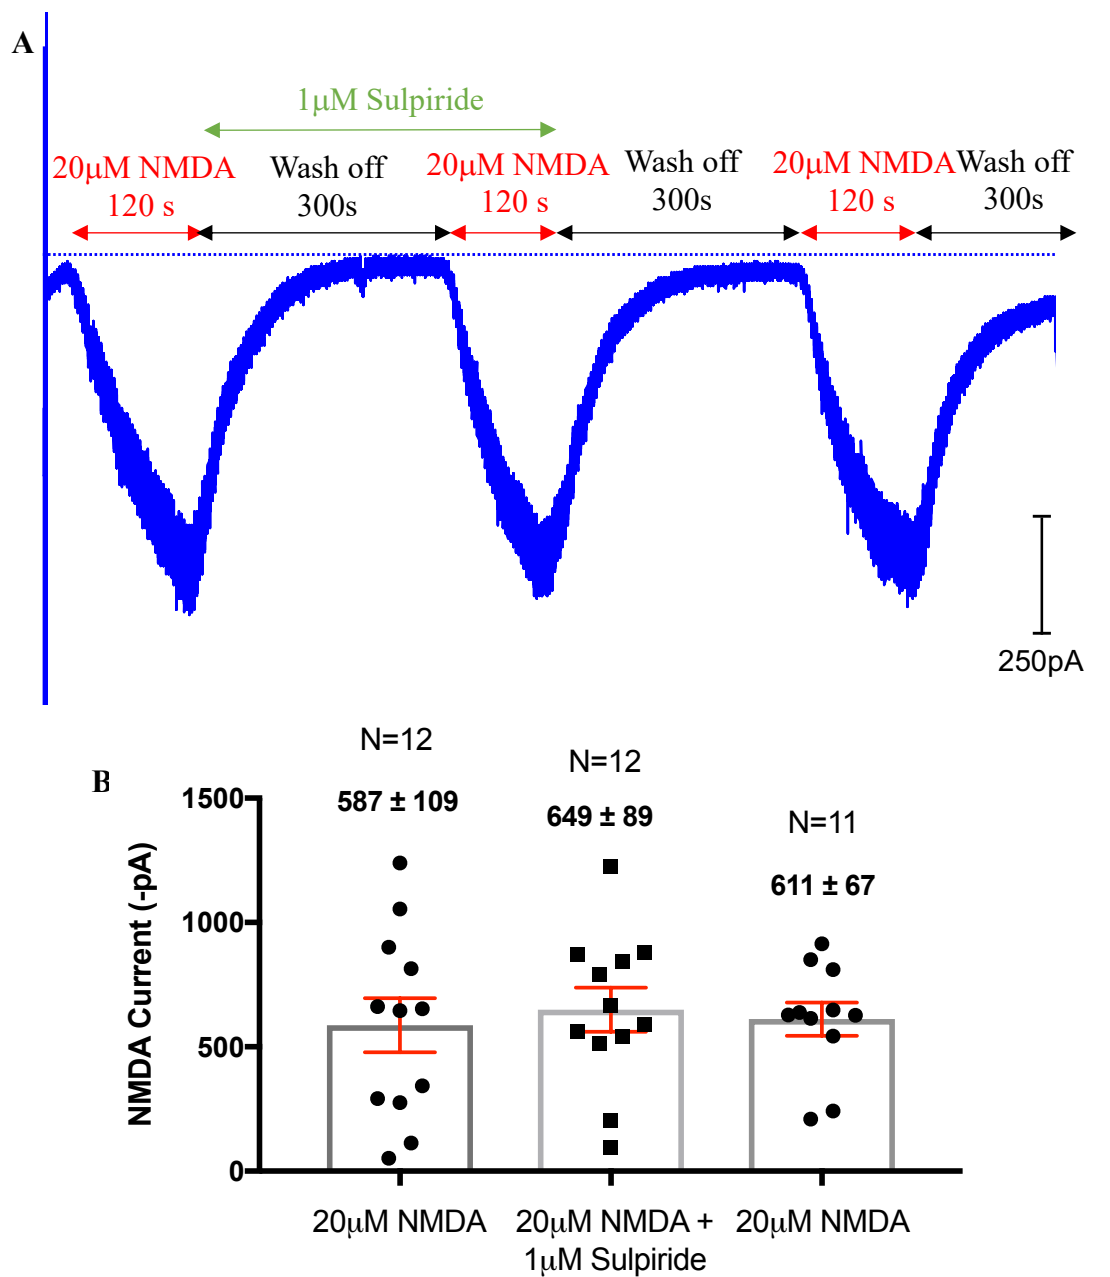 A
1μM Sulpiride
20μM NMDA
120 s
Wash off
300s
20μM NMDA
120 s
Wash off
300s
20μM NMDA
120 s
Wash off
300s
250pA
B
N=12
N=12
N=11
587 ± 109
649 ± 89
611 ± 67
NMDA Current (-pA)
1500
1000
500
0
20μM NMDA
20μM NMDA +
1μM Sulpiride
20μM NMDA